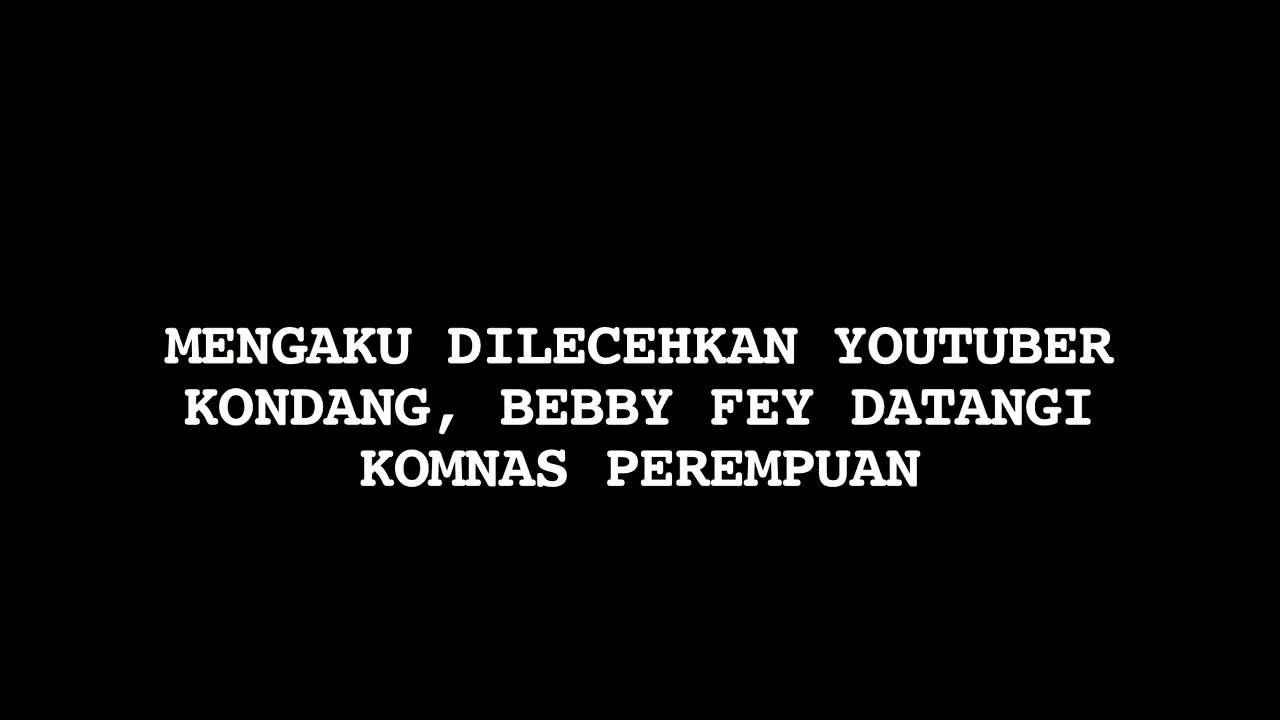 MENGAKU DILECEHKAN YOUTUBER
KONDANG, BEBBY FEY DATANGI
KOMNAS PEREMPUAN